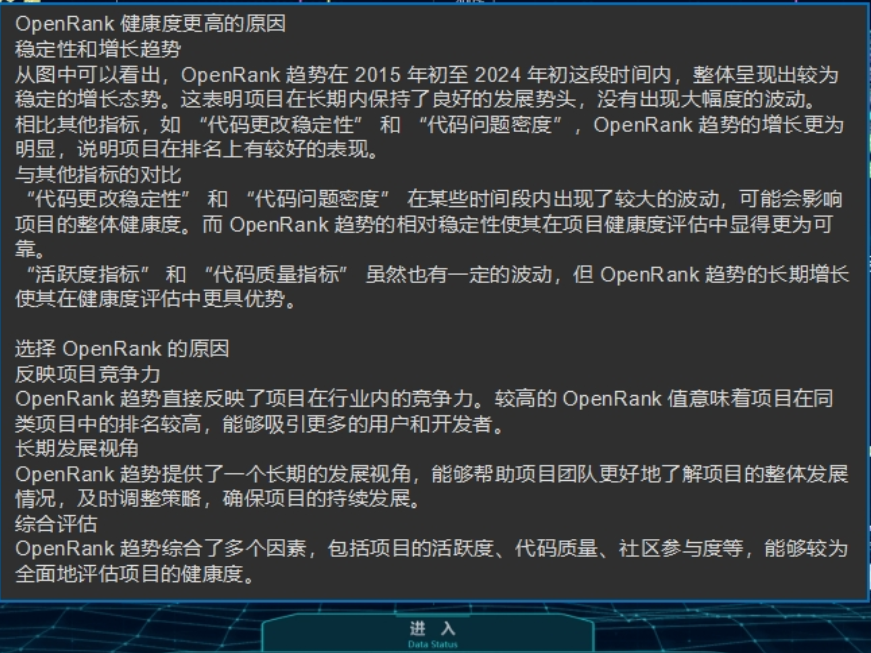 OpenRank 健康度更高的原因
稳定性和增长趋势
从图中可以看出，OpenRank 趋势在 2015 年初至 2024 年初这段时间内，整体呈现出较为
稳定的增长态势。这表明项目在长期内保持了良好的发展势头，没有出现大幅度的波动。
相比其他指标，如 “代码更改稳定性” 和 “代码问题密度” ，OpenRank 趋势的增长更为
明显，说明项目在排名上有较好的表现。
与其他指标的对比
“代码更改稳定性” 和 “代码问题密度” 在某些时间段内出现了较大的波动，可能会影响
项目的整体健康度。而 OpenRank 趋势的相对稳定性使其在项目健康度评估中显得更为可
靠。
“活跃度指标” 和 “代码质量指标” 虽然也有一定的波动，但 OpenRank 趋势的长期增长
使其在健康度评估中更具优势。
选择 OpenRank 的原因
反映项目竞争力
OpenRank 趋势直接反映了项目在行业内的竞争力。较高的 OpenRank 值意味着项目在同
类项目中的排名较高，能够吸引更多的用户和开发者。
长期发展视角
OpenRank 趋势提供了一个长期的发展视角，能够帮助项目团队更好地了解项目的整体发展
情况，及时调整策略，确保项目的持续发展。
综合评估
OpenRank 趋势综合了多个因素，包括项目的活跃度、代码质量、社区参与度等，能够较为
全面地评估项目的健康度。
进 入
Data Status